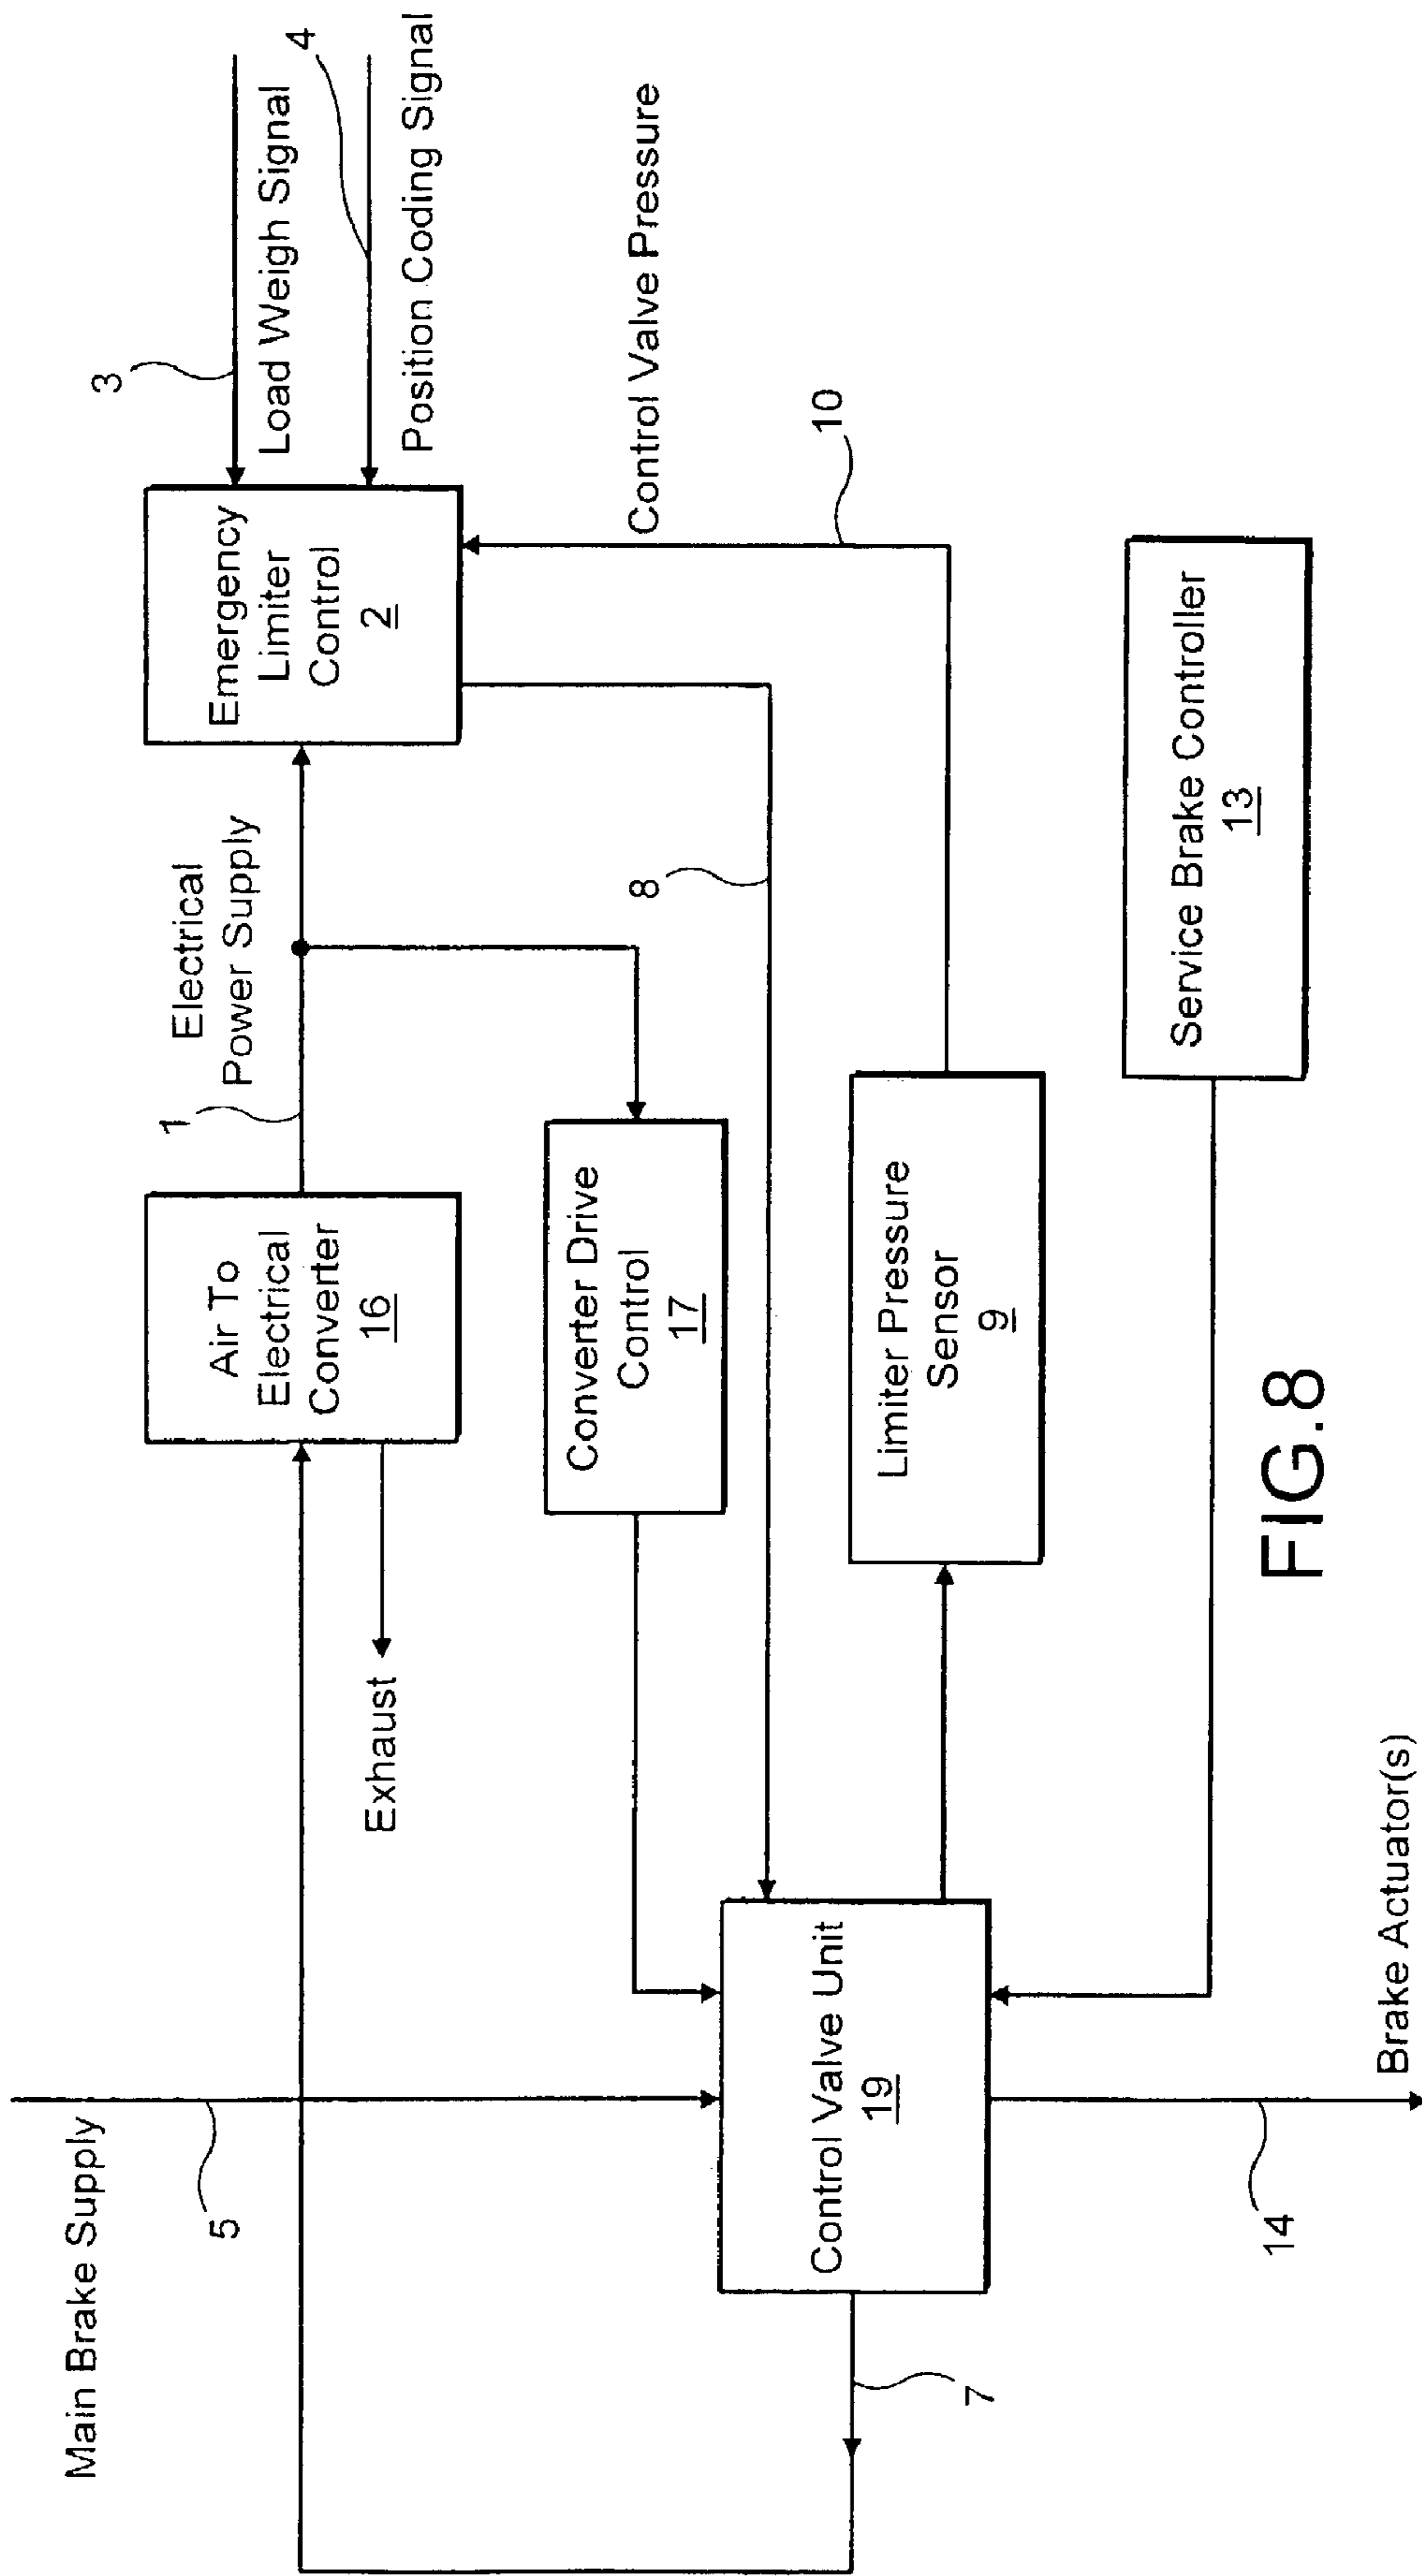 Main Brake Supply
5
Air To
Electrical
Converter
16
1
Electrical
Power Supply
Emergency
Limiter
Control
2
3
Load Weigh Signal
4
Position Coding Signal
Exhaust
Converter Drive
Control
17
8
Control Valve Pressure
10
Control Valve Unit
19
Limiter Pressure
Sensor
9
7
Service Brake Controller
13
14
Brake Actuator(s)
FIG.8